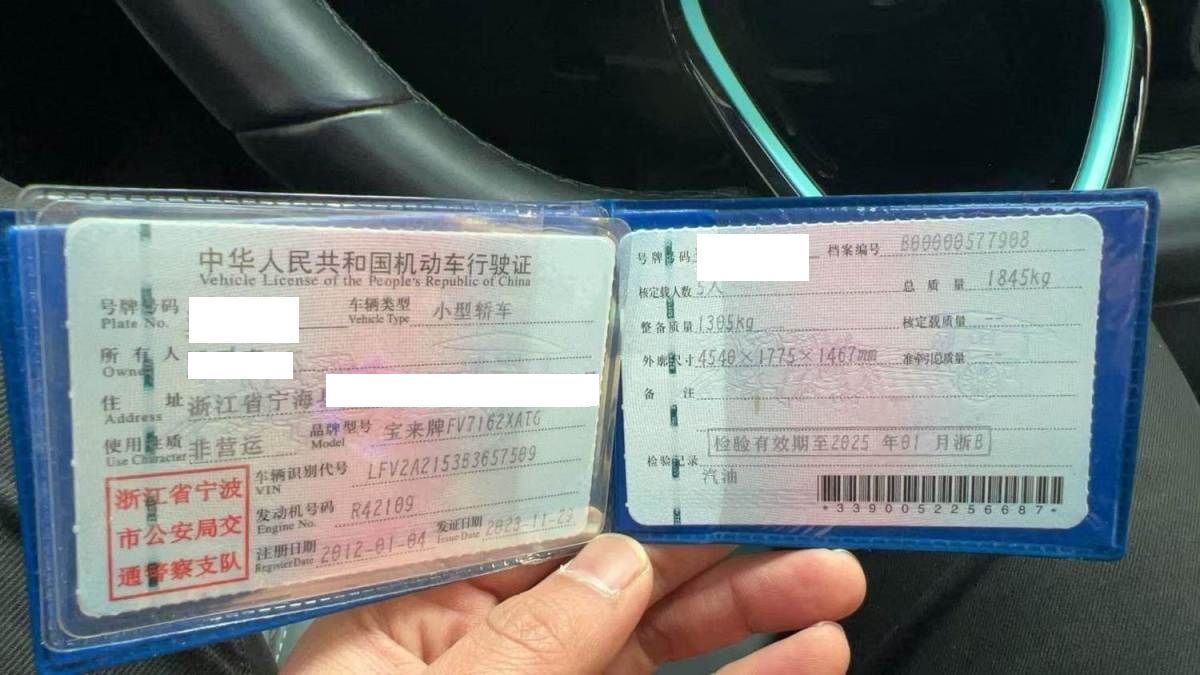 中华人民共和国机动车行驶证
Vehicle License of the People's Republic of China
号牌号码 车辆类型 小型轿车
Plate No. Vehicle Type
所有人
Owner
住址 浙江省宁海
Address
使用性质 非营运 品牌型号 宝来牌FV7162XATG
Use Character Model
车辆识别代号 LFV2A2153B3657509
VIN
发动机号码 R42109
Engine No.
注册日期 2012-01-04 发证日期 2023-11-29
Register Date Issue Date
浙江省宁波
市公安局交
通警察支队
号牌号码 档案编号 B00000577908
核定载人数 5人 总质量 1845kg
整备质量 1305kg 核定载质量 --
外廓尺寸 4540×1775×1467mm 准牵引总质量 --
备注
检验有效期至2025年01月浙B
检验记录
汽油
*3390052256687*